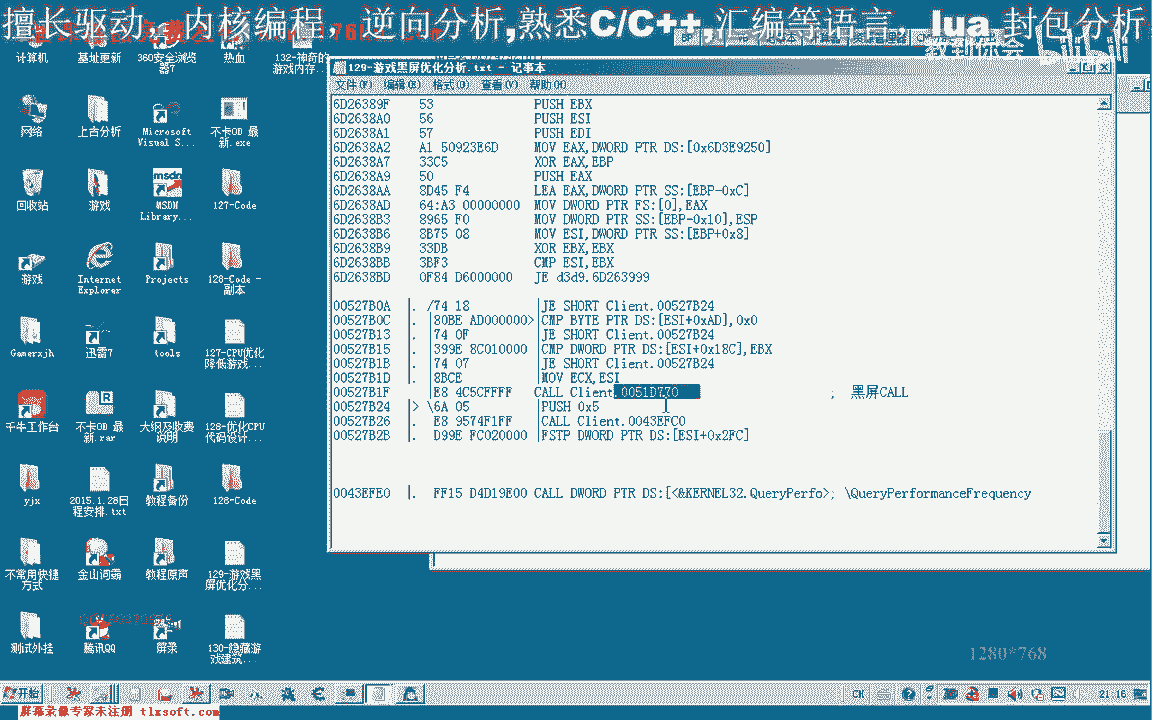 擅长驱动，内核编程，逆向分析,熟悉C/C++,汇编等语言，lua 封包分析
教到你会
bilibili
计算机
基址更新
360安全浏览器7
热血
132-神奇的游戏内存...
网络
上古分析
Microsoft Visual S...
不卡OD 最新.exe
回收站
游戏
MSDN Library...
127-Code
游戏
Internet Explorer
Projects
128-Code - 副本
Gamerxjh
迅雷7
tools
127-CPU优化降低游戏...
千牛工作台
不卡OD 最新.rar
大纲及收费说明
128-优化CPU代码设计...
yjx
2015.1.28日程安排.txt
教程备份
128-Code
不常用快捷方式
金山词霸
教程原声
129-游戏黑屏优化分...
测试外挂
腾讯QQ
屏录
130-隐藏游戏建筑...
129-游戏黑屏优化分析.txt - 记事本
文件(F) 编辑(E) 格式(O) 查看(V) 帮助(H)
6D26389F 53 PUSH EBX
6D2638A0 56 PUSH ESI
6D2638A1 57 PUSH EDI
6D2638A2 A1 50923E6D MOV EAX,DWORD PTR DS:[0x6D3E9250]
6D2638A7 33C5 XOR EAX,EBP
6D2638A9 50 PUSH EAX
6D2638AA 8D45 F4 LEA EAX,DWORD PTR SS:[EBP-0xC]
6D2638AD 64:A3 00000000 MOV DWORD PTR FS:[0],EAX
6D2638B3 8965 F0 MOV DWORD PTR SS:[EBP-0x10],ESP
6D2638B6 8B75 08 MOV ESI,DWORD PTR SS:[EBP+0x8]
6D2638B9 33DB XOR EBX,EBX
6D2638BB 3BF3 CMP ESI,EBX
6D2638BD 0F84 D6000000 JE d3d9.6D263999
00527B0A |. /74 18 |JE SHORT Client.00527B24
00527B0C |. |80BE AD000000>|CMP BYTE PTR DS:[ESI+0xAD],0x0
00527B13 |. |74 0F |JE SHORT Client.00527B24
00527B15 |. |399E 8C010000 |CMP DWORD PTR DS:[ESI+0x18C],EBX
00527B1B |. |74 07 |JE SHORT Client.00527B24
00527B1D |. |8BCE |MOV ECX,ESI
00527B1F |E8 4C5CFFFF CALL Client.0051D770 ; 黑屏CALL
00527B24 |> \6A 05 |PUSH 0x5
00527B26 |. E8 9574F1FF |CALL Client.0043EFC0
00527B2B |. D99E FC020000 |FSTP DWORD PTR DS:[ESI+0x2FC]
0043EFE0 |. FF15 D4D19E00 CALL DWORD PTR DS:[<&KERNEL32.QueryPerfo>; \QueryPerformanceFrequency
1280*768
开始
CH
21:16
屏幕录像专家未注册 tlxsoft.com